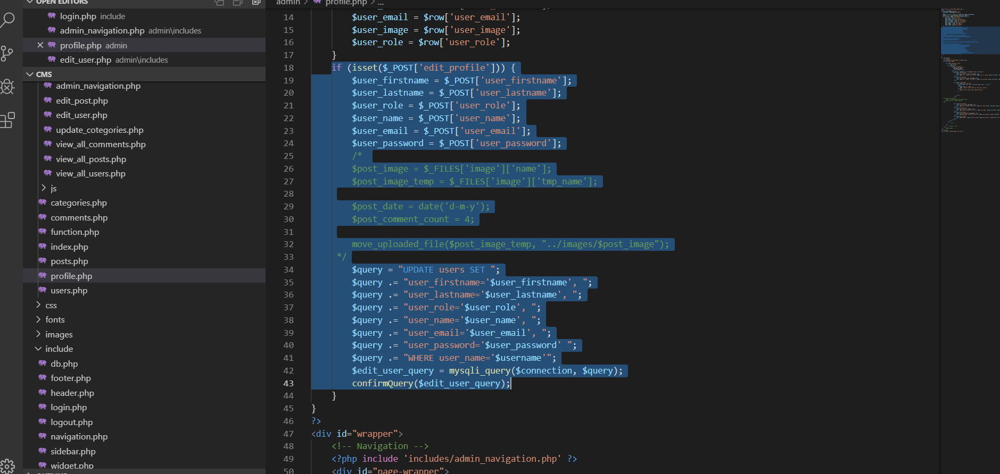 OPEN EDITORS
login.php include
admin_navigation.php admin\includes
profile.php admin
edit_user.php admin\includes
CMS
admin_navigation.php
edit_post.php
edit_user.php
update_cotegories.php
view_all_comments.php
view_all_posts.php
view_all_users.php
js
categories.php
comments.php
function.php
index.php
posts.php
profile.php
users.php
css
fonts
images
include
db.php
footer.php
header.php
login.php
logout.php
navigation.php
sidebar.php
widget.php
OUTLINE
admin > profile.php > ...
14 $user_email = $row['user_email'];
15 $user_image = $row['user_image'];
16 $user_role = $row['user_role'];
17 }
18 if (isset($_POST['edit_profile'])) {
19 $user_firstname = $_POST['user_firstname'];
20 $user_lastname = $_POST['user_lastname'];
21 $user_role = $_POST['user_role'];
22 $user_name = $_POST['user_name'];
23 $user_email = $_POST['user_email'];
24 $user_password = $_POST['user_password'];
25 /*
26 $post_image = $_FILES['image']['name'];
27 $post_image_temp = $_FILES['image']['tmp_name'];
28
29 $post_date = date('d-m-y');
30 $post_comment_count = 4;
31
32 move_uploaded_file($post_image_temp, "../images/$post_image");
33 */
34 $query = "UPDATE users SET ";
35 $query .= "user_firstname='$user_firstname', ";
36 $query .= "user_lastname='$user_lastname', ";
37 $query .= "user_role='$user_role', ";
38 $query .= "user_name='$user_name', ";
39 $query .= "user_email='$user_email', ";
40 $query .= "user_password='$user_password' ";
41 $query .= "WHERE user_name='$username'";
42 $edit_user_query = mysqli_query($connection, $query);
43 confirmQuery($edit_user_query);
44 }
45 }
46 ?>
47 <div id="wrapper">
48 <!-- Navigation -->
49 <?php include 'includes/admin_navigation.php' ?>
50 <div id="page-wrapper">